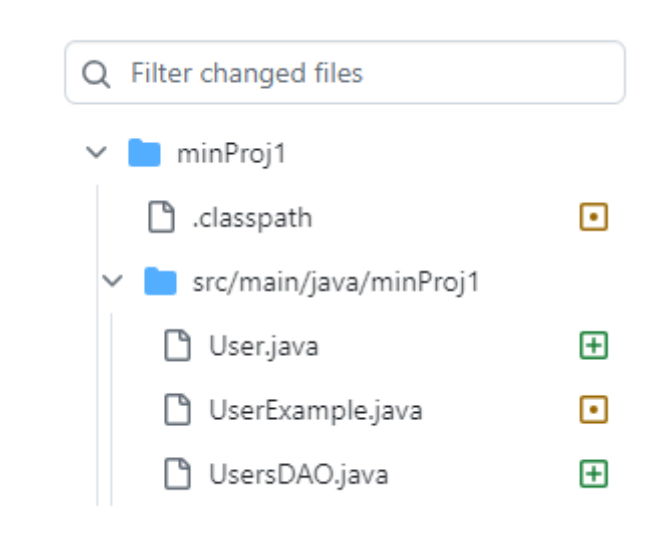 Filter changed files
minProj1
.classpath
src/main/java/minProj1
User.java
UserExample.java
UsersDAO.java